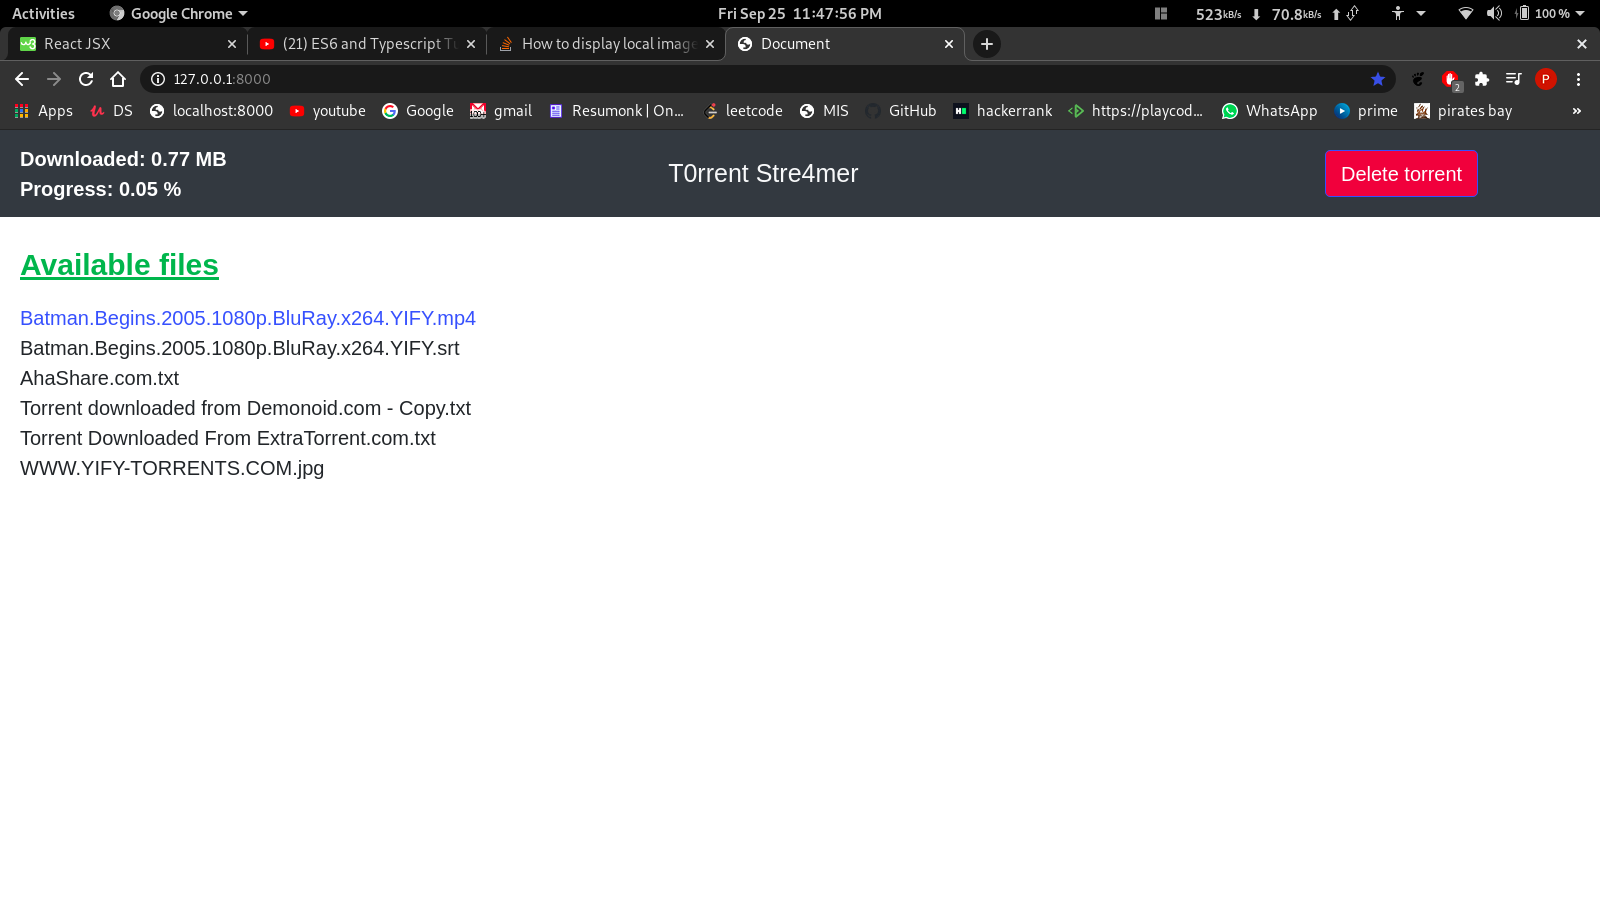 Activities Google Chrome Fri Sep 25 11:47:56 PM 523kB/s 70.8kB/s 100 %
React JSX (21) ES6 and Typescript Tu How to display local image Document
127.0.0.1:8000 2 P
Apps DS localhost:8000 youtube Google gmail Resumonk | On... leetcode MIS GitHub hackerrank https://playcod... WhatsApp prime pirates bay »
Downloaded: 0.77 MB
Progress: 0.05 %
T0rrent Stre4mer
Delete torrent
Available files
Batman.Begins.2005.1080p.BluRay.x264.YIFY.mp4
Batman.Begins.2005.1080p.BluRay.x264.YIFY.srt
AhaShare.com.txt
Torrent downloaded from Demonoid.com - Copy.txt
Torrent Downloaded From ExtraTorrent.com.txt
WWW.YIFY-TORRENTS.COM.jpg